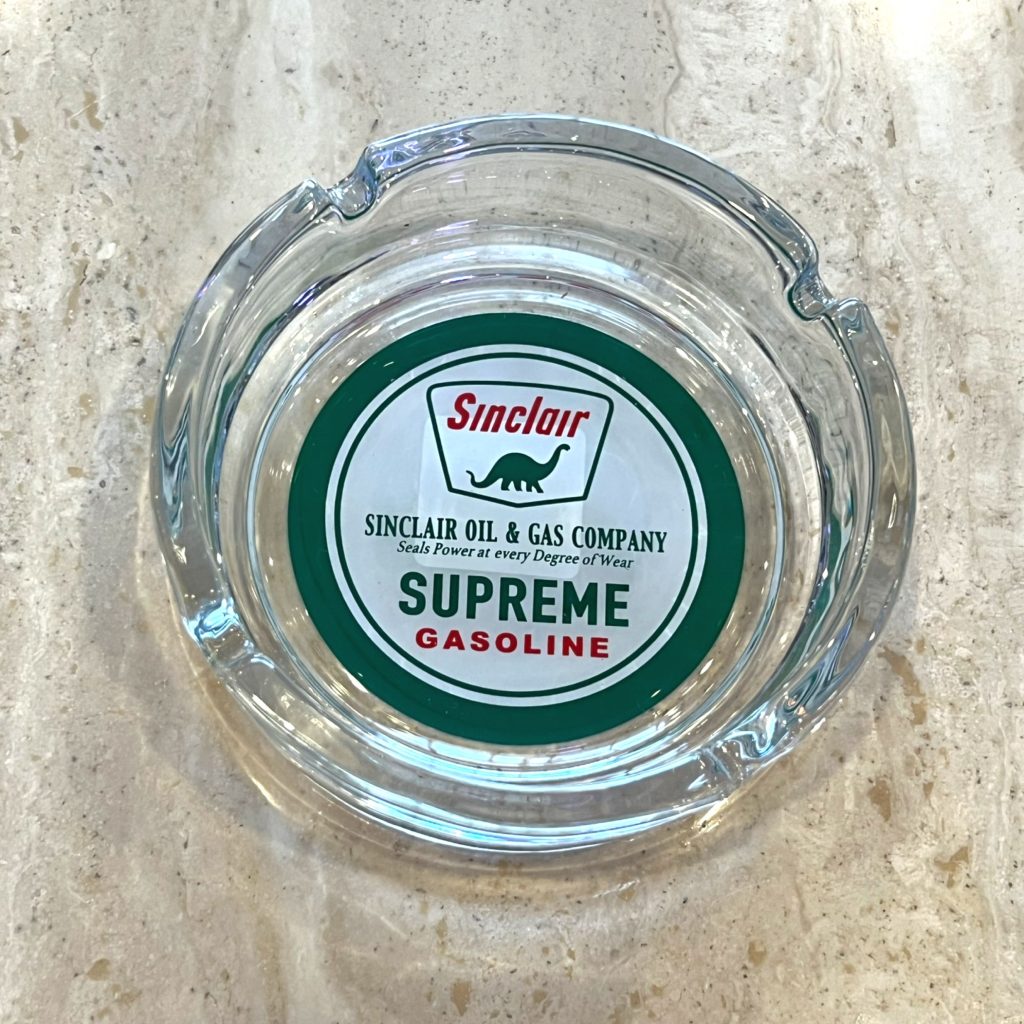 Sinclair
SINCLAIR OIL & GAS COMPANY
Seals Power at every Degree of Wear
SUPREME
GASOLINE